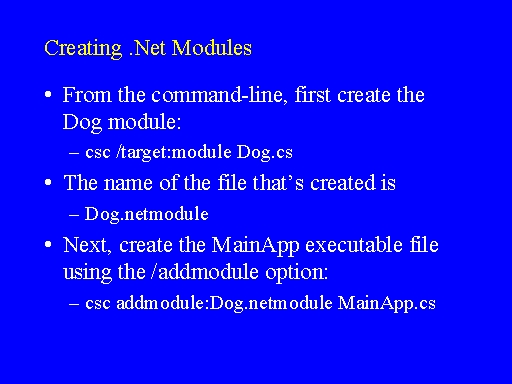 Creating .Net Modules
• From the command-line, first create the
Dog module:
– csc /target:module Dog.cs
• The name of the file that’s created is
– Dog.netmodule
• Next, create the MainApp executable file
using the /addmodule option:
– csc addmodule:Dog.netmodule MainApp.cs